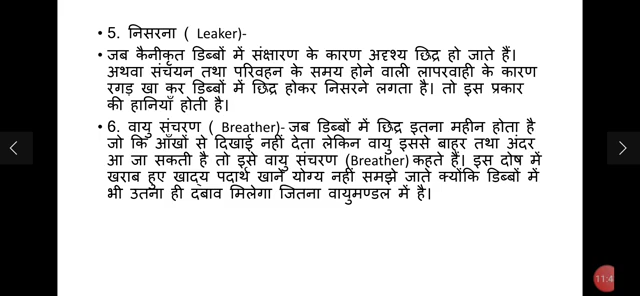 • 5. निसरना ( Leaker)-
• जब कैनीकृत डिब्बों में संक्षारण के कारण अदृश्य छिद्र हो जाते हैं।
अथवा संचयन तथा परिवहन के समय होने वाली लापरवाही के कारण
रगड़ खा कर डिब्बों में छिद्र होकर निसरने लगता है। तो इस प्रकार
की हानियाँ होती है।
• 6. वायु संचरण ( Breather)- जब डिब्बों में छिद्र इतना महीन होता है
जो कि आँखों से दिखाई नहीं देता लेकिन वायु इससे बाहर तथा अंदर
आ जा सकती है तो इसे वायु संचरण (Breather) कहते हैं। इस दोष में
खराब हुए खाद्य पदार्थ खाने योग्य नहीं समझे जाते क्योंकि डिब्बों में
भी उतना ही दबाव मिलेगा जितना वायुमण्डल में है।